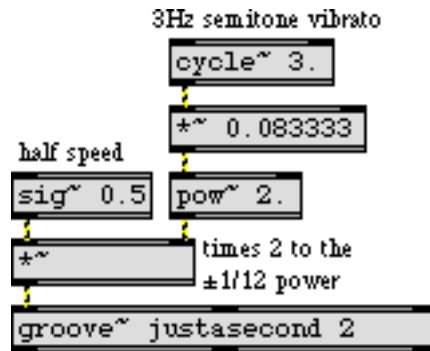 3Hz semitone vibrato
cycle~ 3.
*~ 0.083333
half speed
sig~ 0.5
pow~ 2.
*~
times 2 to the
±1/12 power
groove~ justasecond 2